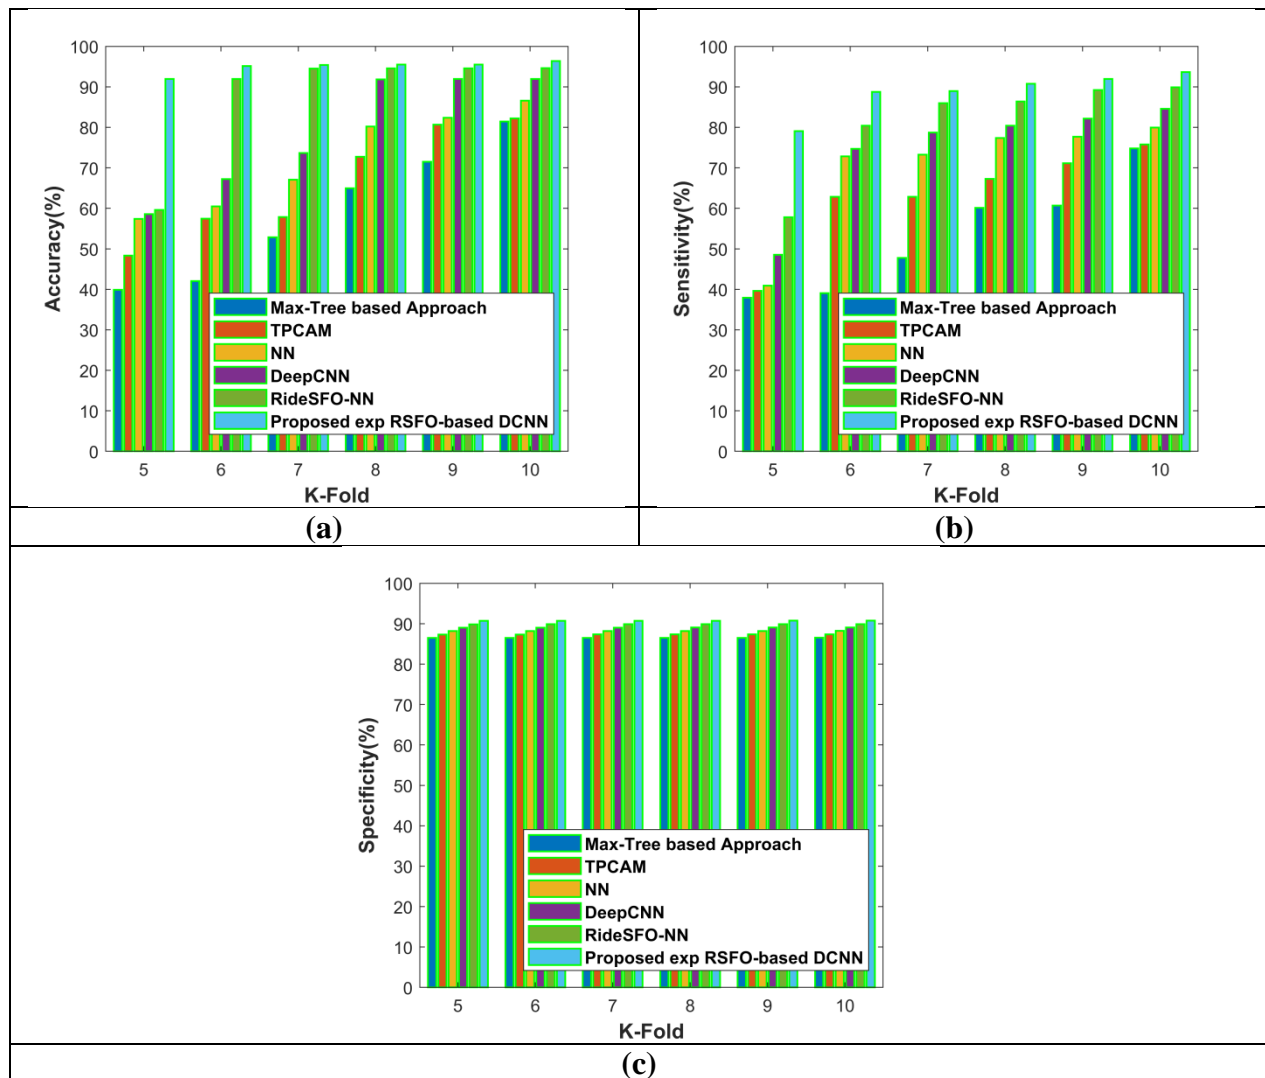 100
90
80
70
60
50
40
30
20
10
0
Accuracy(%)
Max-Tree based Approach
TPCAM
NN
DeepCNN
RideSFO-NN
Proposed exp RSFO-based DCNN
5 6 7 8 9 10
K-Fold
(a)
100
90
80
70
60
50
40
30
20
10
0
Sensitivity(%)
Max-Tree based Approach
TPCAM
NN
DeepCNN
RideSFO-NN
Proposed exp RSFO-based DCNN
5 6 7 8 9 10
K-Fold
(b)
100
90
80
70
60
50
40
30
20
10
0
Specificity(%)
Max-Tree based Approach
TPCAM
NN
DeepCNN
RideSFO-NN
Proposed exp RSFO-based DCNN
5 6 7 8 9 10
K-Fold
(c)